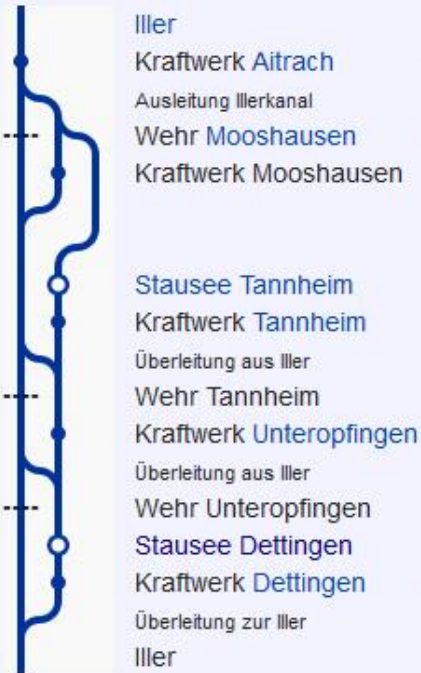 Iller
Kraftwerk Aitrach
Ausleitung Illerkanal
Wehr Mooshausen
Kraftwerk Mooshausen
Stausee Tannheim
Kraftwerk Tannheim
Überleitung aus Iller
Wehr Tannheim
Kraftwerk Unteropfingen
Überleitung aus Iller
Wehr Unteropfingen
Stausee Dettingen
Kraftwerk Dettingen
Überleitung zur Iller
Iller